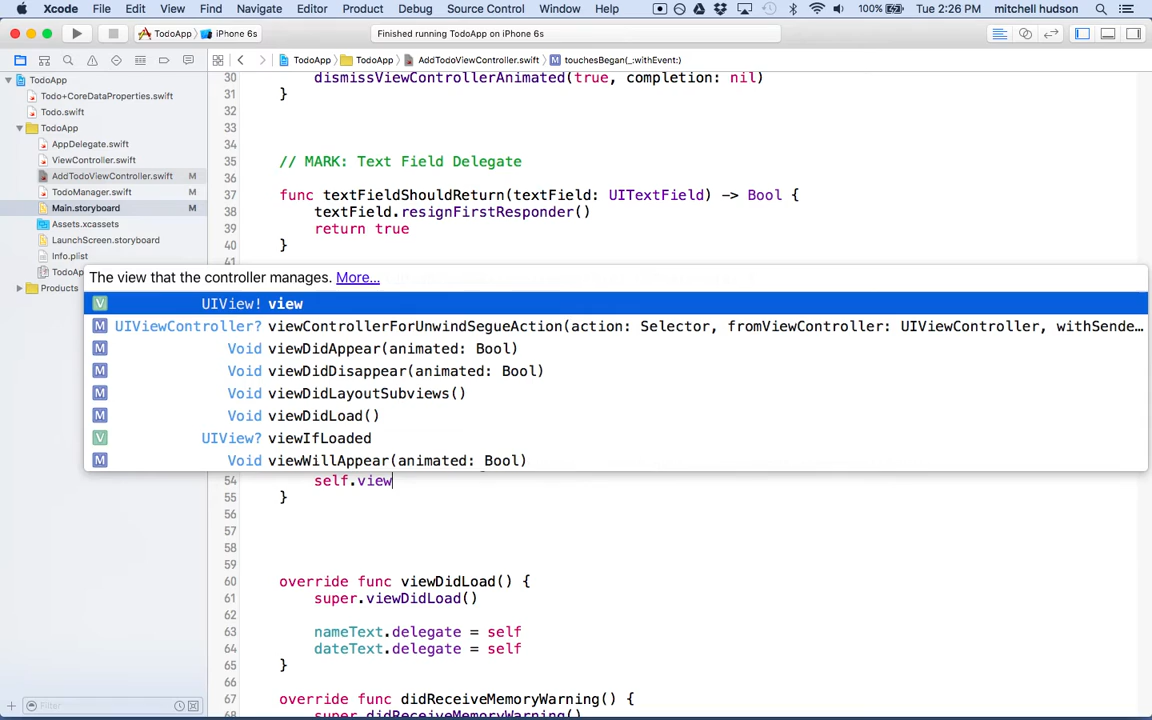 Xcode File Edit View Find Navigate Editor Product Debug Source Control Window Help 100% Tue 2:26 PM mitchell hudson
TodoApp iPhone 6s Finished running TodoApp on iPhone 6s
TodoApp TodoApp AddTodoViewController.swift M touchesBegan(_:withEvent:)
TodoApp
Todo+CoreDataProperties.swift
Todo.swift
TodoApp
AppDelegate.swift
ViewController.swift
AddTodoViewController.swift M
TodoManager.swift M
Main.storyboard M
Assets.xcassets
LaunchScreen.storyboard
Info.plist
TodoAp
Products
Filter
30 dismissViewControllerAnimated(true, completion: nil)
31 }
32
33
34
35 // MARK: Text Field Delegate
36
37 func textFieldShouldReturn(textField: UITextField) -> Bool {
38 textField.resignFirstResponder()
39 return true
40 }
41
The view that the controller manages. More...
V UIView! view
M UIViewController? viewControllerForUnwindSegueAction(action: Selector, fromViewController: UIViewController, withSende…
M Void viewDidAppear(animated: Bool)
M Void viewDidDisappear(animated: Bool)
M Void viewDidLayoutSubviews()
M Void viewDidLoad()
V UIView? viewIfLoaded
M Void viewWillAppear(animated: Bool)
54 self.view
55 }
56
57
58
59
60 override func viewDidLoad() {
61 super.viewDidLoad()
62
63 nameText.delegate = self
64 dateText.delegate = self
65 }
66
67 override func didReceiveMemoryWarning() {
68 super.didReceiveMemoryWarning()